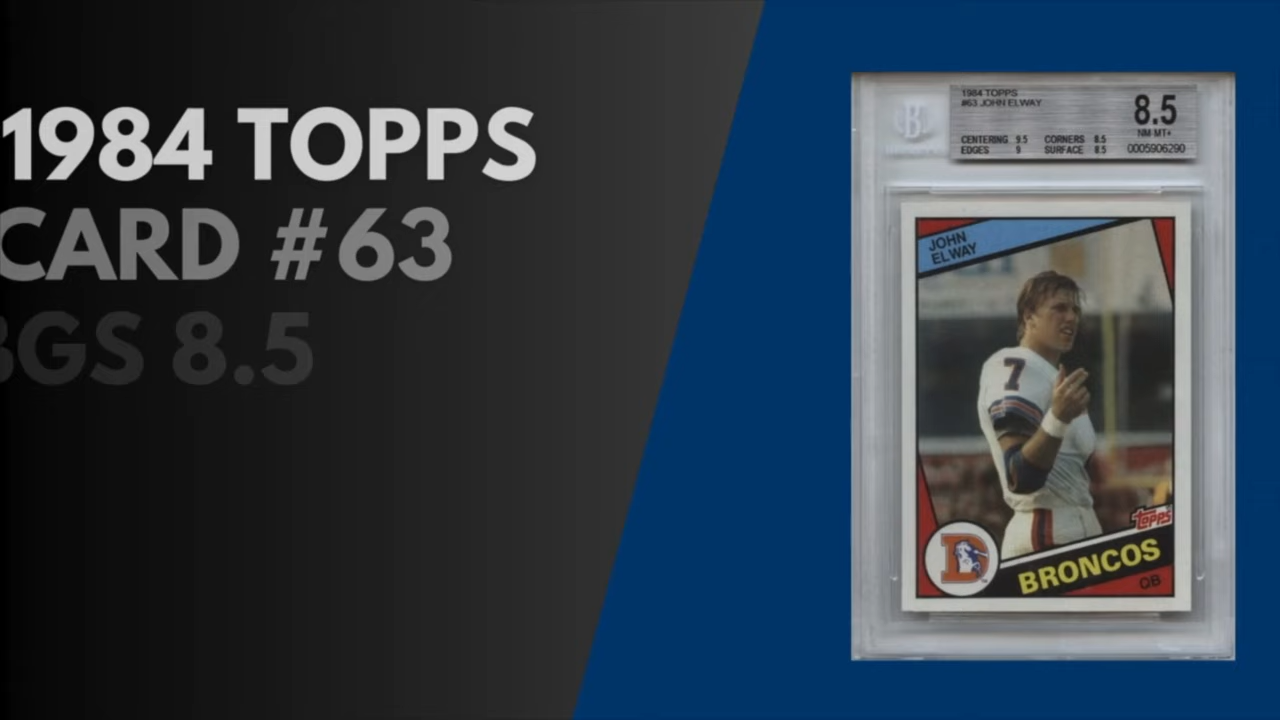 1984 TOPPS
CARD #63
BGS 8.5
1984 TOPPS
#63 JOHN ELWAY
8.5
NM-MT+
CENTERING 9.5 CORNERS 8.5
EDGES 9 SURFACE 8.5
0005906290
JOHN
ELWAY
7
topps
BRONCOS
QB